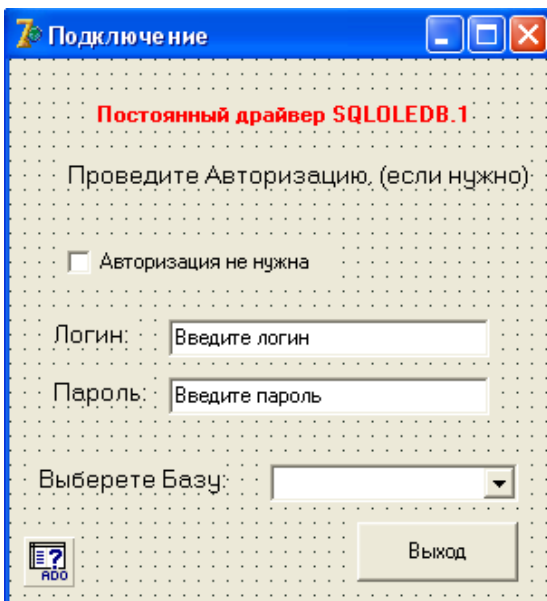 Подключение
Постоянный драйвер SQLOLEDB.1
Проведите Авторизацию, (если нужно)
Авторизация не нужна
Логин: Введите логин
Пароль: Введите пароль
Выберете Базу:
Выход
? ADO